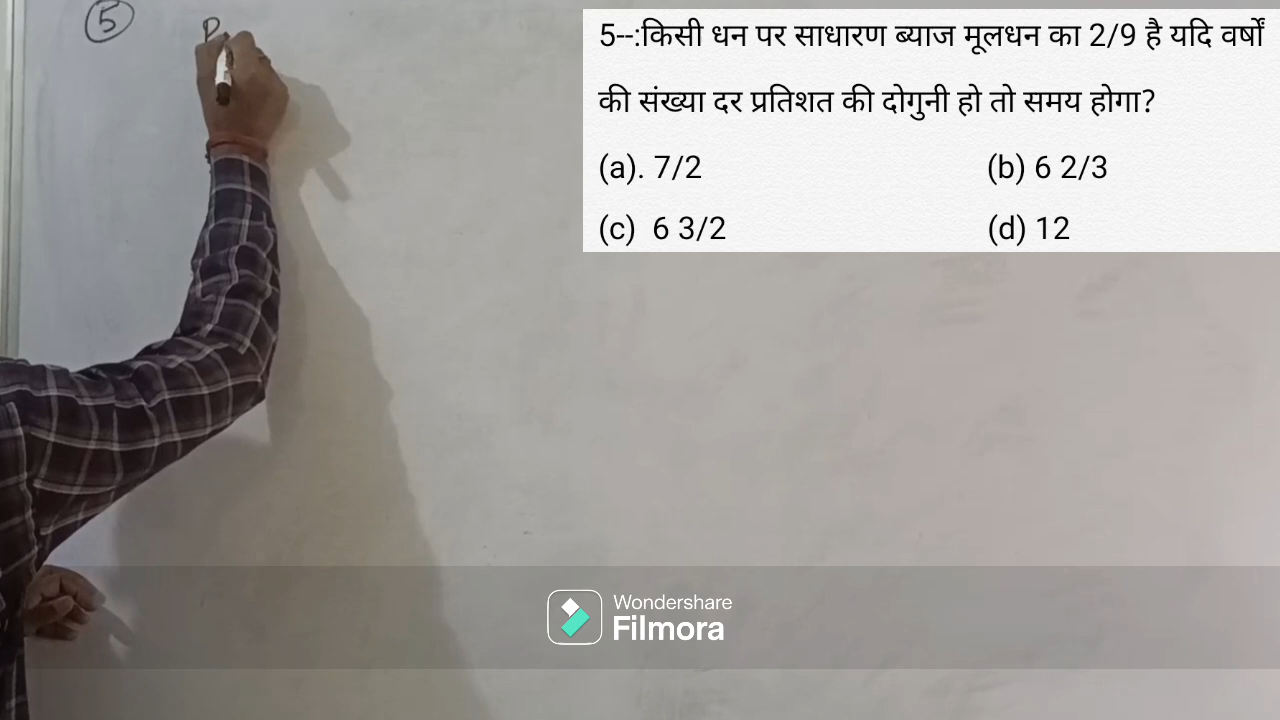 5
P
5--:किसी धन पर साधारण ब्याज मूलधन का 2/9 है यदि वर्षों
की संख्या दर प्रतिशत की दोगुनी हो तो समय होगा?
(a). 7/2 (b) 6 2/3
(c) 6 3/2 (d) 12
Wondershare
Filmora